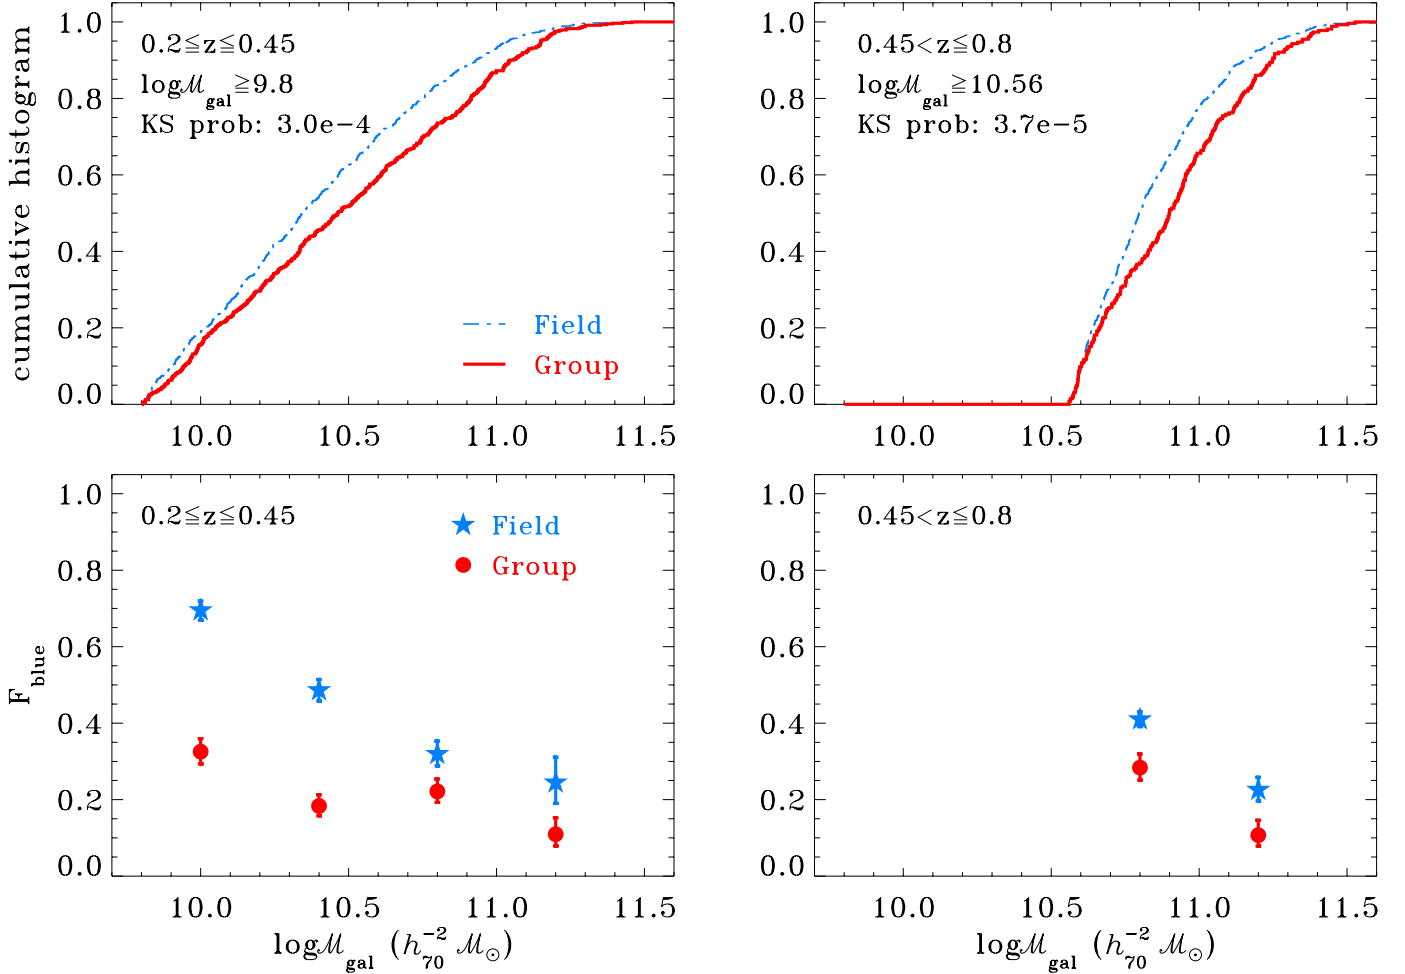 cumulative histogram
1.0
0.8
0.6
0.4
0.2
0.0
0.2≦z≦0.45
logℳgal≧9.8
KS prob: 3.0e−4
Field
Group
10.0 10.5 11.0 11.5
1.0
0.8
0.6
0.4
0.2
0.0
0.45<z≦0.8
logℳgal≧10.56
KS prob: 3.7e−5
10.0 10.5 11.0 11.5
Fblue
1.0
0.8
0.6
0.4
0.2
0.0
0.2≦z≦0.45
Field
Group
10.0 10.5 11.0 11.5
logℳgal (h70−2 ℳ⊙)
1.0
0.8
0.6
0.4
0.2
0.0
0.45<z≦0.8
10.0 10.5 11.0 11.5
logℳgal (h70−2 ℳ⊙)